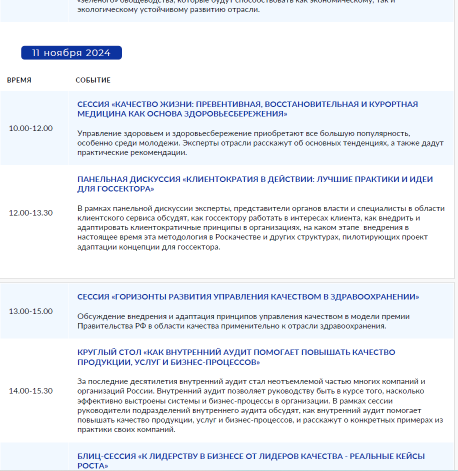 «зеленого» овощеводства, которые будут способствовать как экономическому, так и
экологическому устойчивому развитию отрасли.
11 ноября 2024
ВРЕМЯ
СОБЫТИЕ
10.00-12.00
СЕССИЯ «КАЧЕСТВО ЖИЗНИ: ПРЕВЕНТИВНАЯ, ВОССТАНОВИТЕЛЬНАЯ И КУРОРТНАЯ
МЕДИЦИНА КАК ОСНОВА ЗДОРОВЬЕСБЕРЕЖЕНИЯ»
Управление здоровьем и здоровьесбережение приобретают все большую популярность,
особенно среди молодежи. Эксперты отрасли расскажут об основных тенденциях, а также дадут
практические рекомендации.
12.00-13.30
ПАНЕЛЬНАЯ ДИСКУССИЯ «КЛИЕНТОКРАТИЯ В ДЕЙСТВИИ: ЛУЧШИЕ ПРАКТИКИ И ИДЕИ
ДЛЯ ГОССЕКТОРА»
В рамках панельной дискуссии эксперты, представители органов власти и специалисты в области
клиентского сервиса обсудят, как госсектору работать в интересах клиента, как внедрить и
адаптировать клиентократичные принципы в организациях, на каком этапе внедрения в
настоящее время эта методология в Роскачестве и других структурах, пилотирующих проект
адаптации концепции для госсектора.
13.00-15.00
СЕССИЯ «ГОРИЗОНТЫ РАЗВИТИЯ УПРАВЛЕНИЯ КАЧЕСТВОМ В ЗДРАВООХРАНЕНИИ»
Обсуждение внедрения и адаптация принципов управления качеством в модели премии
Правительства РФ в области качества применительно к отрасли здравоохранения.
14.00-15.30
КРУГЛЫЙ СТОЛ «КАК ВНУТРЕННИЙ АУДИТ ПОМОГАЕТ ПОВЫШАТЬ КАЧЕСТВО
ПРОДУКЦИИ, УСЛУГ И БИЗНЕС-ПРОЦЕССОВ»
За последние десятилетия внутренний аудит стал неотъемлемой частью многих компаний и
организаций России. Внутренний аудит позволяет руководству быть в курсе того, насколько
эффективно выстроены системы и бизнес-процессы в организации. В рамках сессии
руководители подразделений внутреннего аудита обсудят, как внутренний аудит помогает
повышать качество продукции, услуг и бизнес-процессов, и расскажут о конкретных примерах из
практики своих компаний.
БЛИЦ-СЕССИЯ «К ЛИДЕРСТВУ В БИЗНЕСЕ ОТ ЛИДЕРОВ КАЧЕСТВА - РЕАЛЬНЫЕ КЕЙСЫ
РОСТА»